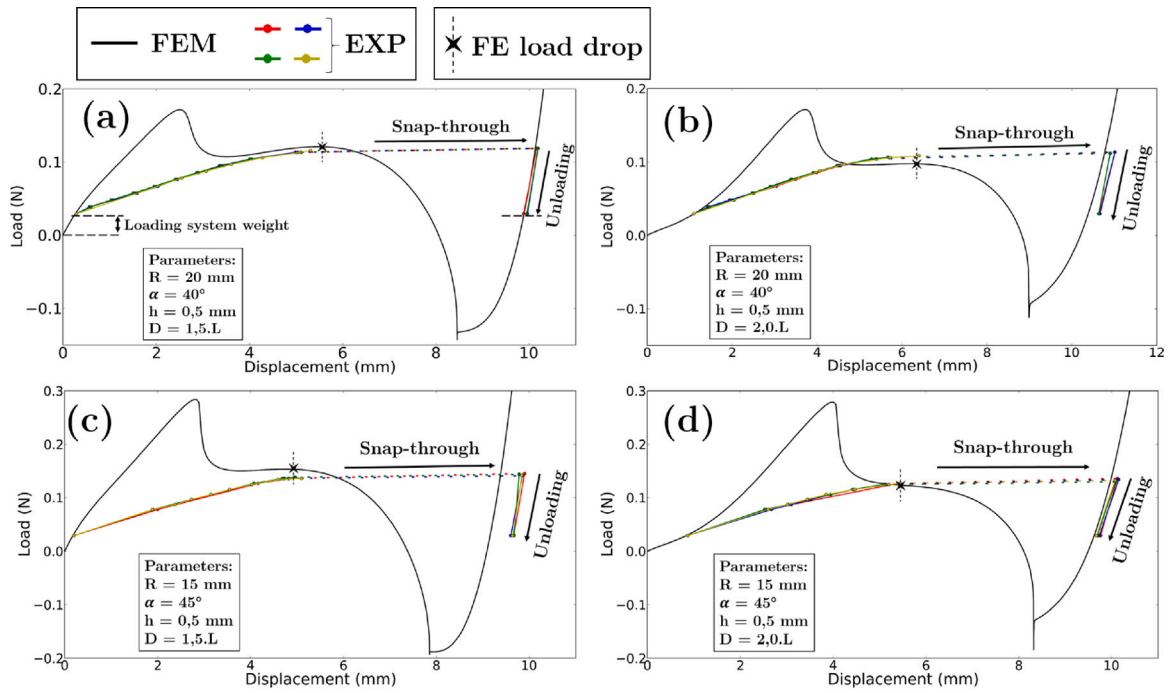 FEM
EXP
FE load drop
(a)
0.2
0.1
0.0
−0.1
Load (N)
Snap-through
Unloading
Loading system weight
Parameters:
R = 20 mm
α = 40°
h = 0,5 mm
D = 1,5.L
0 2 4 6 8 10
Displacement (mm)
(b)
0.2
0.1
0.0
−0.1
Load (N)
Snap-through
Unloading
Parameters:
R = 20 mm
α = 40°
h = 0,5 mm
D = 2,0.L
0 2 4 6 8 10 12
Displacement (mm)
(c)
0.3
0.2
0.1
0.0
−0.1
−0.2
Load (N)
Snap-through
Unloading
Parameters:
R = 15 mm
α = 45°
h = 0,5 mm
D = 1,5.L
0 2 4 6 8 10
Displacement (mm)
(d)
0.3
0.2
0.1
0.0
−0.1
−0.2
Load (N)
Snap-through
Unloading
Parameters:
R = 15 mm
α = 45°
h = 0,5 mm
D = 2,0.L
0 2 4 6 8 10
Displacement (mm)